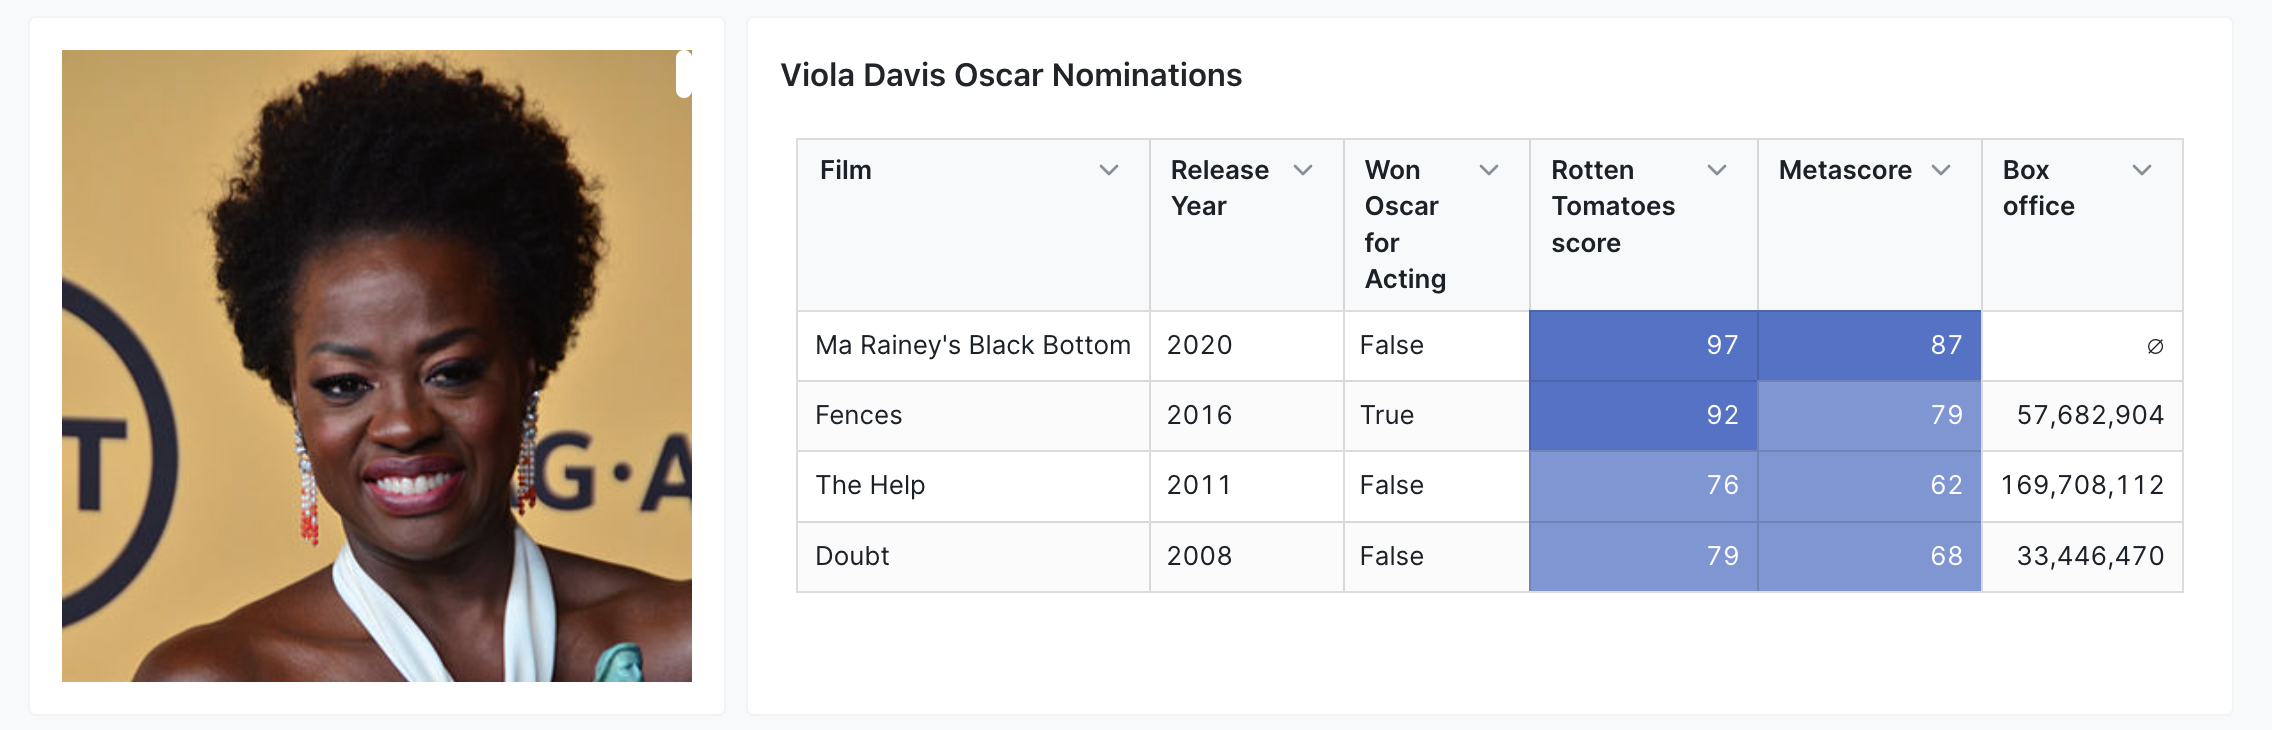 T
G·A
Viola Davis Oscar Nominations
Film Release Year Won Oscar for Acting Rotten Tomatoes score Metascore Box office
Ma Rainey's Black Bottom 2020 False 97 87 ∅
Fences 2016 True 92 79 57,682,904
The Help 2011 False 76 62 169,708,112
Doubt 2008 False 79 68 33,446,470